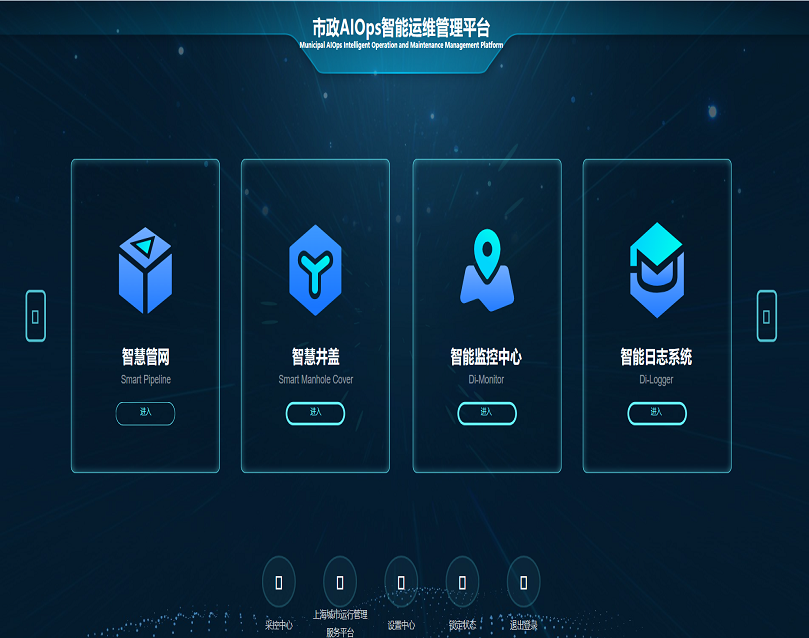 市政AIOps智能运维管理平台
Municipal AIOps Intelligent Operation and Maintenance Management Platform
智慧管网
Smart Pipeline
进入
智慧井盖
Smart Manhole Cover
进入
智能监控中心
Di-Monitor
进入
智能日志系统
Di-Logger
进入
采控中心
上海城市运行管理
服务平台
设置中心
锁定状态
退出登录